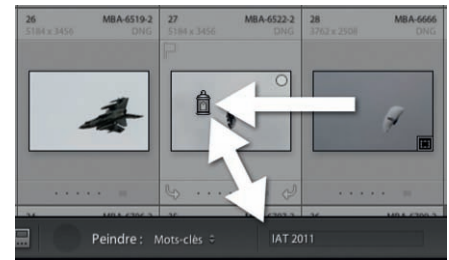 26 MBA-6519-2 27 MBA-6522-2 28 MBA-6666
5184 x 3456 DNG 5184 x 3456 DNG 3762 x 2508 DNG
Peindre : Mots-clés IAT 2011